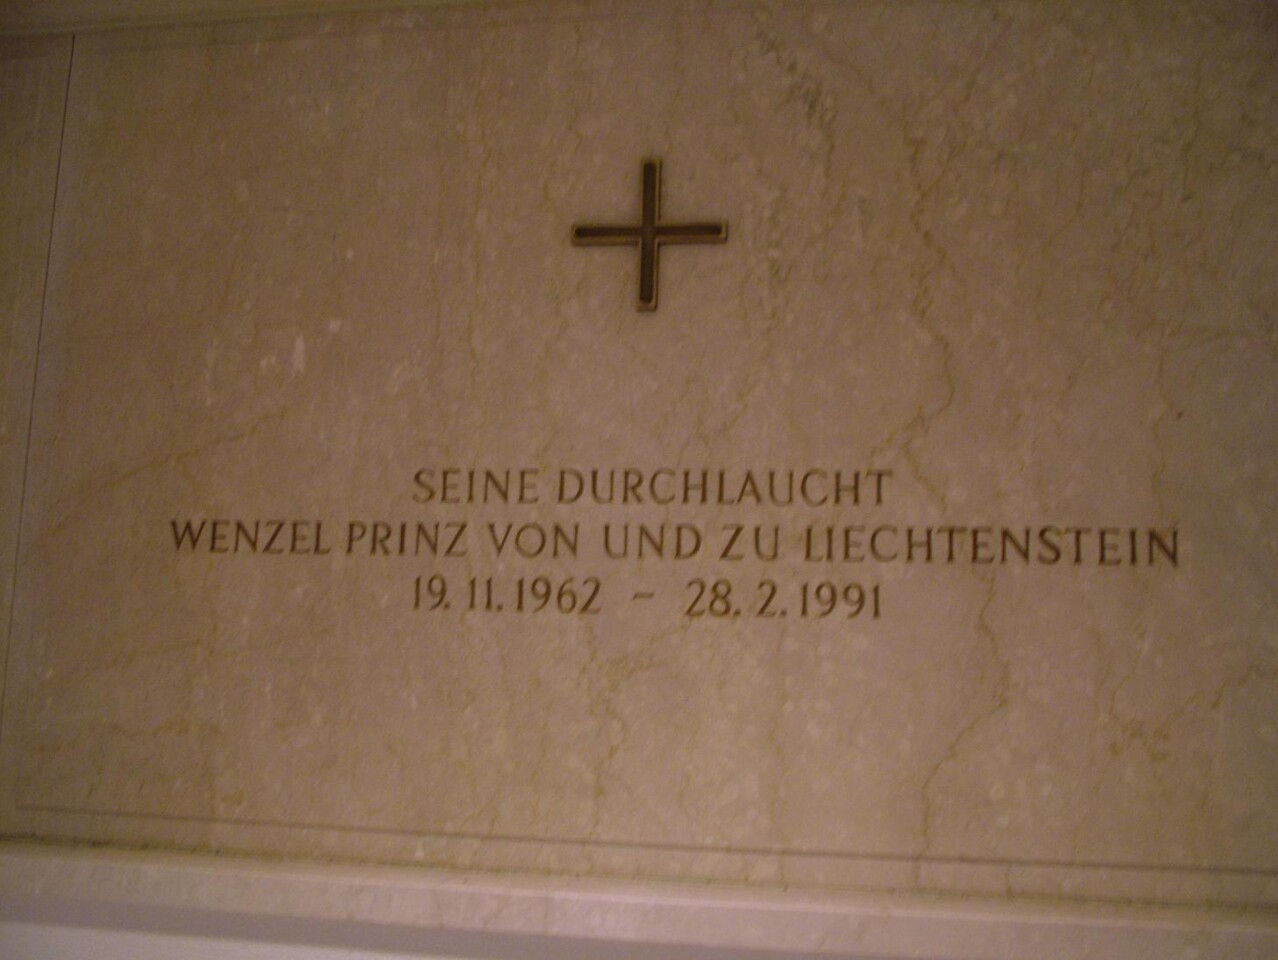 SEINE DURCHLAUCHT
WENZEL PRINZ VON UND ZU LIECHTENSTEIN
19.11.1962 - 28.2.1991